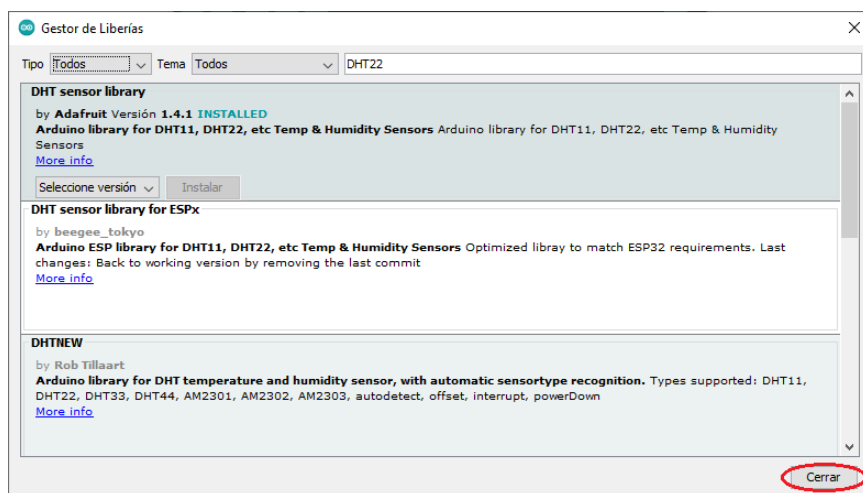 Gestor de Liberías
Tipo Todos Tema Todos DHT22
DHT sensor library
by Adafruit Versión 1.4.1 INSTALLED
Arduino library for DHT11, DHT22, etc Temp & Humidity Sensors Arduino library for DHT11, DHT22, etc Temp & Humidity
Sensors
More info
Seleccione versión Instalar
DHT sensor library for ESPx
by beegee_tokyo
Arduino ESP library for DHT11, DHT22, etc Temp & Humidity Sensors Optimized libray to match ESP32 requirements. Last
changes: Back to working version by removing the last commit
More info
DHTNEW
by Rob Tillaart
Arduino library for DHT temperature and humidity sensor, with automatic sensortype recognition. Types supported: DHT11,
DHT22, DHT33, DHT44, AM2301, AM2302, AM2303, autodetect, offset, interrupt, powerDown
More info
Cerrar